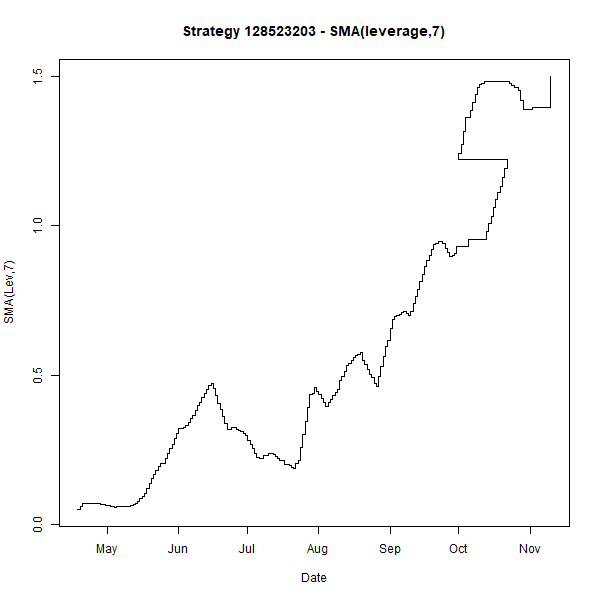 Strategy 128523203 - SMA(leverage,7)
SMA(Lev,7)
1.5
1.0
0.5
0.0
May Jun Jul Aug Sep Oct Nov
Date